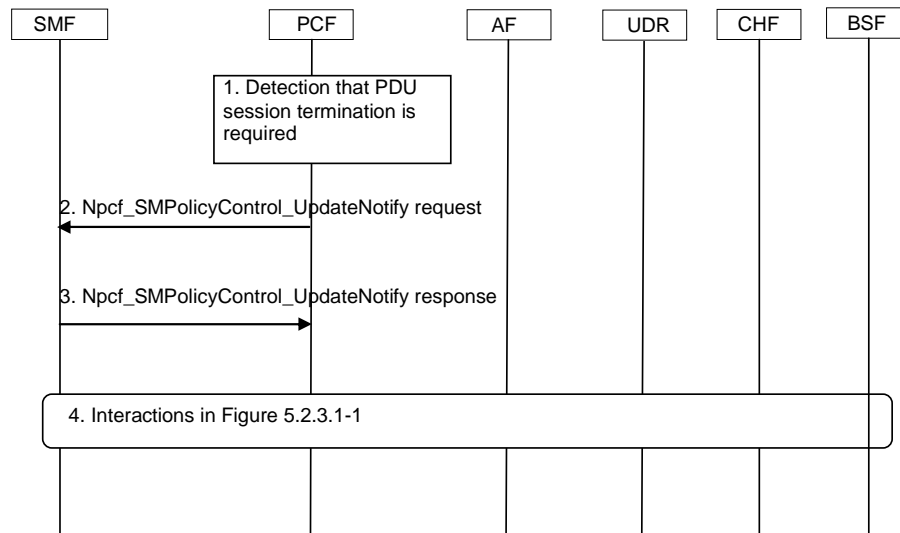 SMF
PCF
AF
UDR
CHF
BSF
1. Detection that PDU
session termination is
required
2. Npcf_SMPolicyControl_UpdateNotify request
3. Npcf_SMPolicyControl_UpdateNotify response
4. Interactions in Figure 5.2.3.1-1